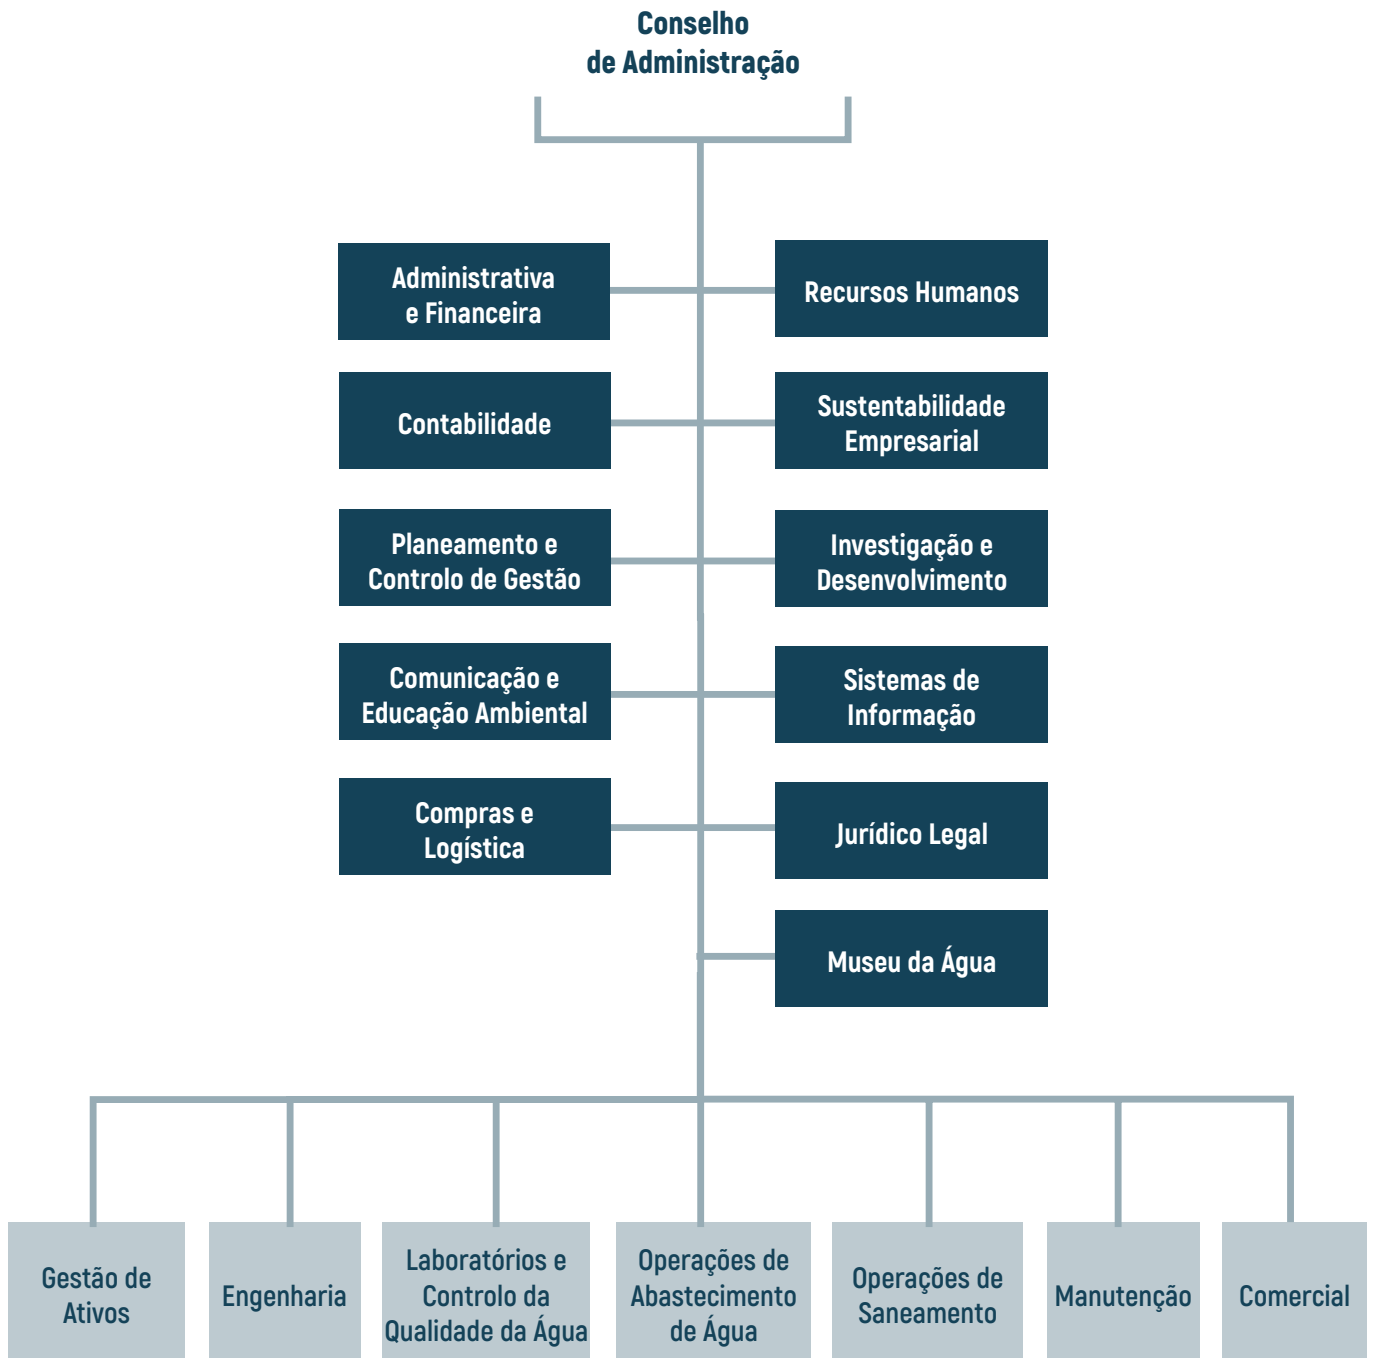 Conselho
de Administração
Administrativa
e Financeira
Recursos Humanos
Contabilidade
Sustentabilidade
Empresarial
Planeamento e
Controlo de Gestão
Investigação e
Desenvolvimento
Comunicação e
Educação Ambiental
Sistemas de
Informação
Compras e
Logística
Jurídico Legal
Museu da Água
Gestão de
Ativos
Engenharia
Laboratórios e
Controlo da
Qualidade da Água
Operações de
Abastecimento
de Água
Operações de
Saneamento
Manutenção
Comercial